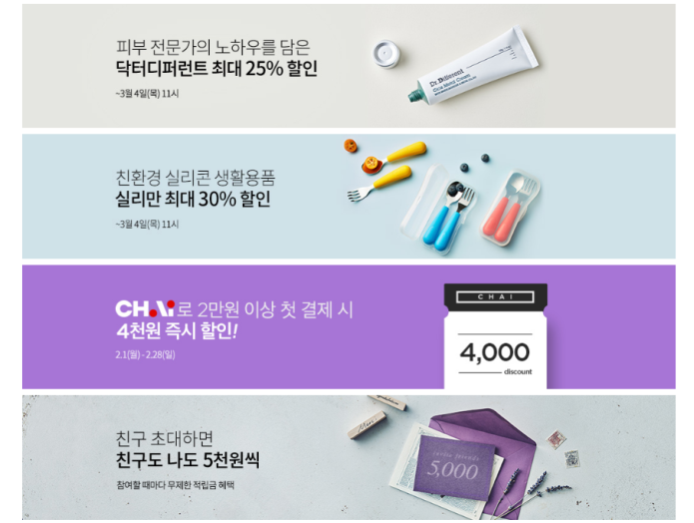 피부 전문가의 노하우를 담은
닥터디퍼런트 최대 25% 할인
~3월 4일(목) 11시
Dr. Different
친환경 실리콘 생활용품
실리만 최대 30% 할인
~3월 4일(목) 11시
CHAI로 2만원 이상 첫 결제 시
4천원 즉시 할인!
2.1(월) - 2.28(일)
CHAI
4,000
discount
친구 초대하면
친구도 나도 5천원씩
참여할 때마다 무제한 적립금 혜택
5,000